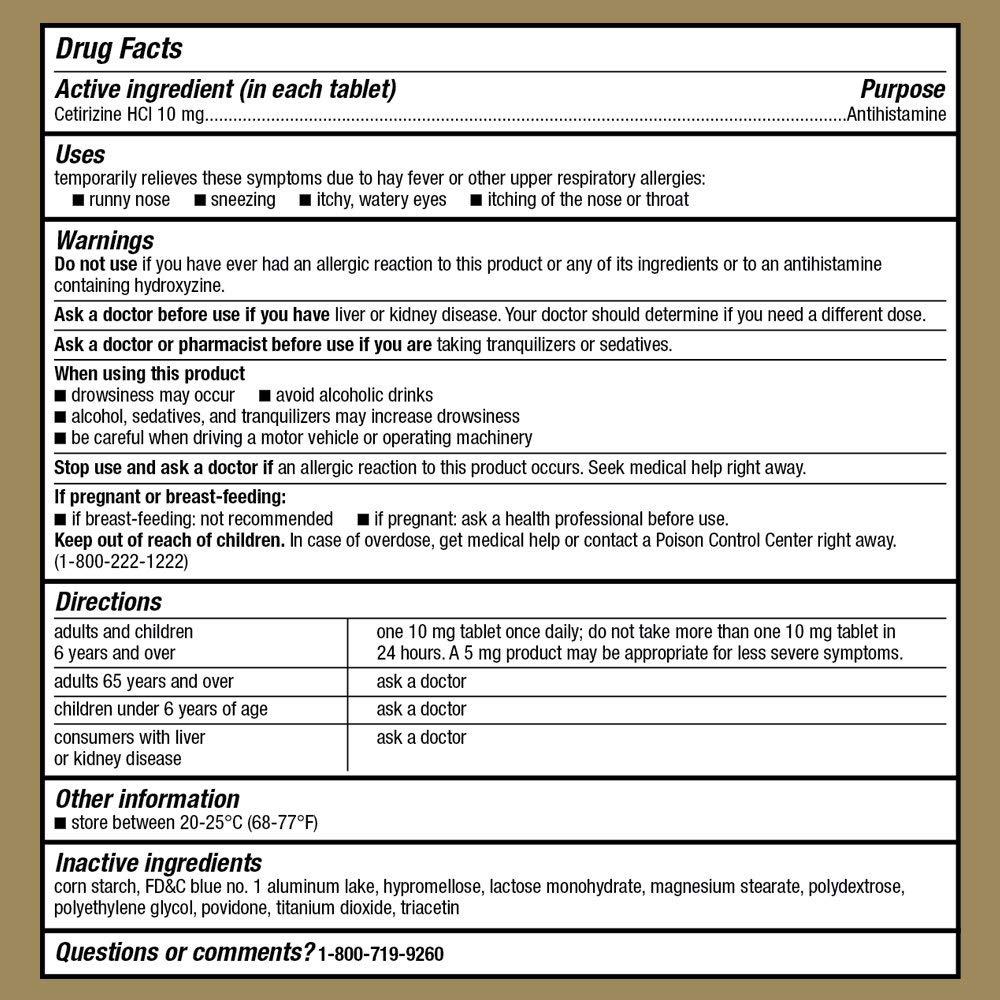 Drug Facts
Active ingredient (in each tablet) Purpose
Cetirizine HCl 10 mg....................................................................................................................................Antihistamine
Uses
temporarily relieves these symptoms due to hay fever or other upper respiratory allergies:
■ runny nose ■ sneezing ■ itchy, watery eyes ■ itching of the nose or throat
Warnings
Do not use if you have ever had an allergic reaction to this product or any of its ingredients or to an antihistamine
containing hydroxyzine.
Ask a doctor before use if you have liver or kidney disease. Your doctor should determine if you need a different dose.
Ask a doctor or pharmacist before use if you are taking tranquilizers or sedatives.
When using this product
■ drowsiness may occur ■ avoid alcoholic drinks
■ alcohol, sedatives, and tranquilizers may increase drowsiness
■ be careful when driving a motor vehicle or operating machinery
Stop use and ask a doctor if an allergic reaction to this product occurs. Seek medical help right away.
If pregnant or breast-feeding:
■ if breast-feeding: not recommended ■ if pregnant: ask a health professional before use.
Keep out of reach of children. In case of overdose, get medical help or contact a Poison Control Center right away.
(1-800-222-1222)
Directions
adults and children one 10 mg tablet once daily; do not take more than one 10 mg tablet in
6 years and over 24 hours. A 5 mg product may be appropriate for less severe symptoms.
adults 65 years and over ask a doctor
children under 6 years of age ask a doctor
consumers with liver ask a doctor
or kidney disease
Other information
■ store between 20-25°C (68-77°F)
Inactive ingredients
corn starch, FD&C blue no. 1 aluminum lake, hypromellose, lactose monohydrate, magnesium stearate, polydextrose,
polyethylene glycol, povidone, titanium dioxide, triacetin
Questions or comments? 1-800-719-9260